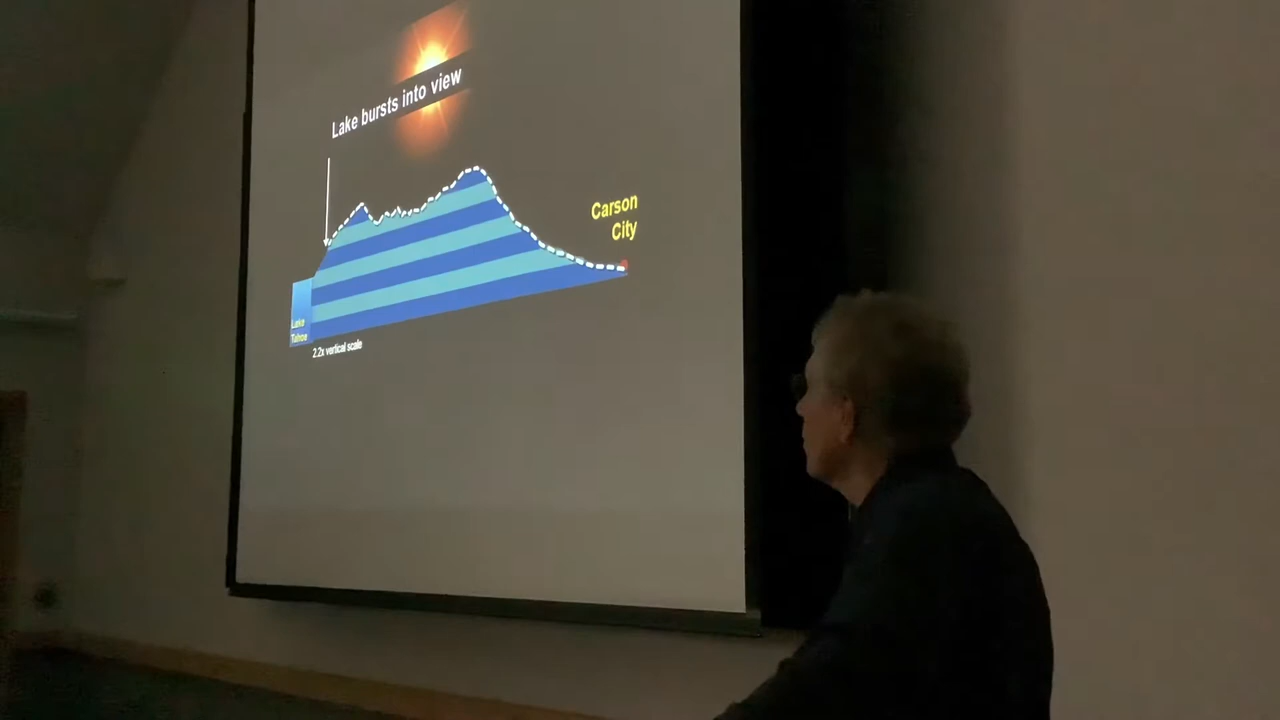 Lake bursts into view
Carson
City
Lake
Tahoe
2.2x vertical scale